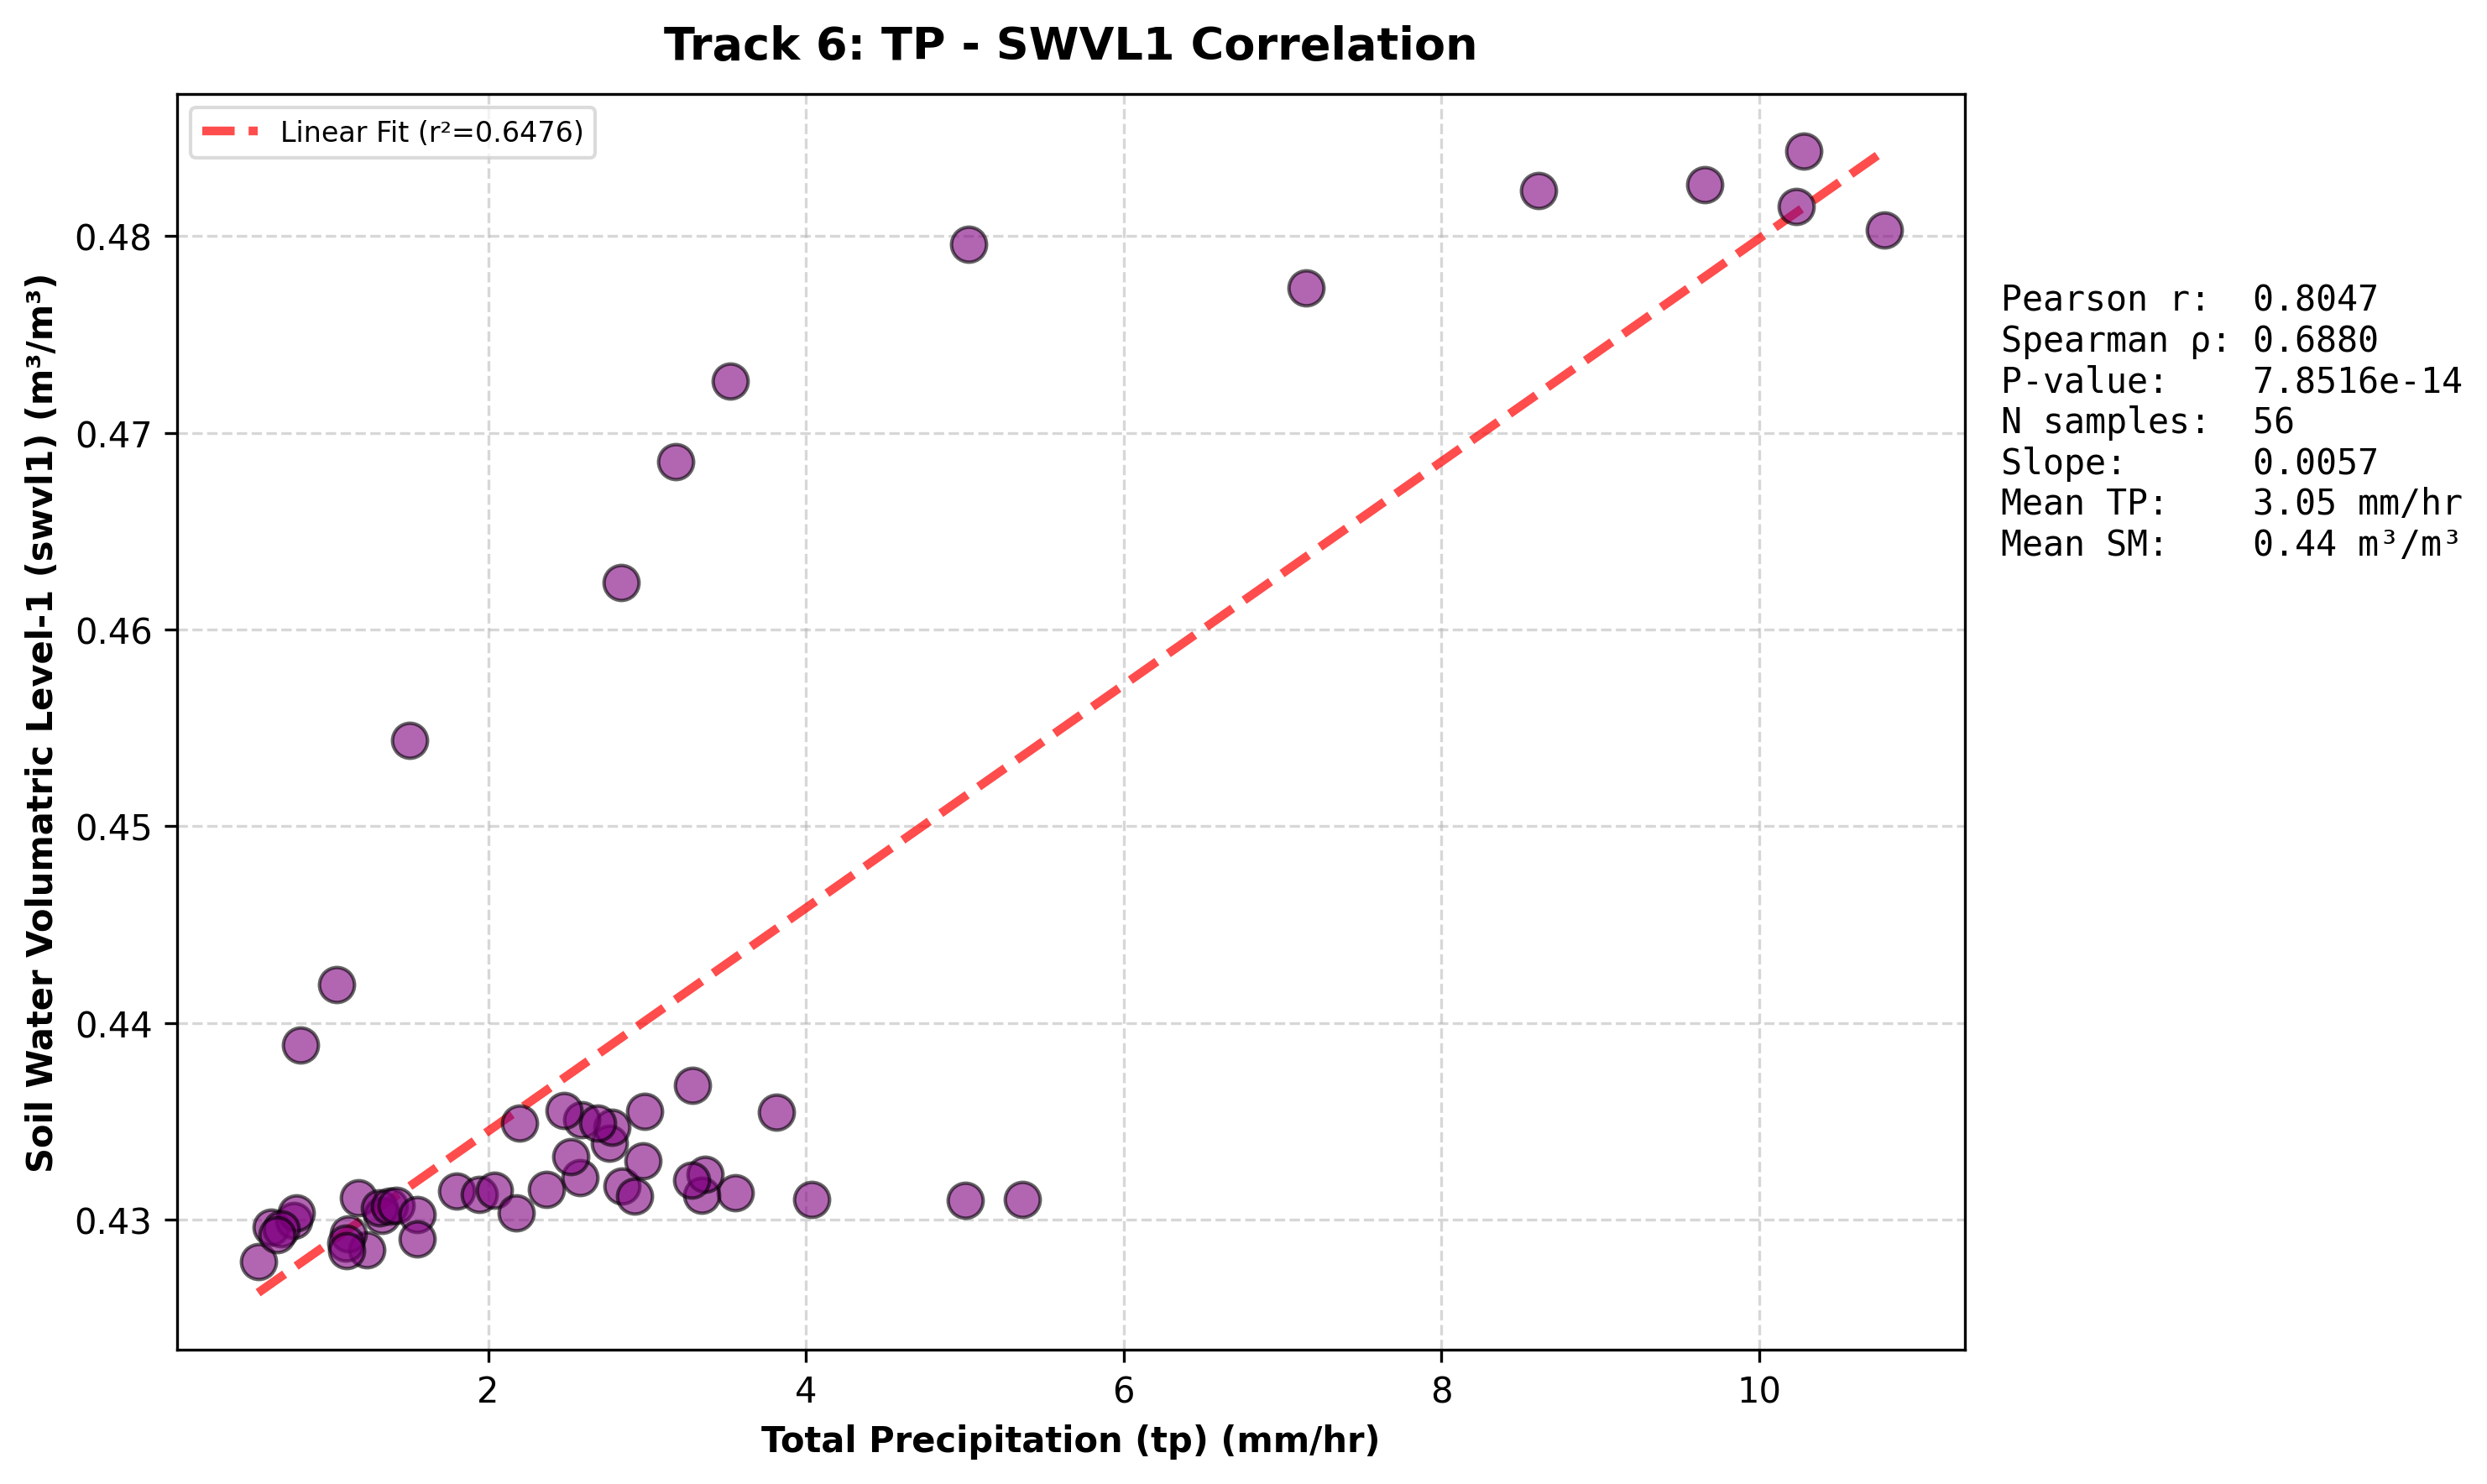 Track 6: TP - SWVL1 Correlation
Linear Fit (r²=0.6476)
Soil Water Volumatric Level-1 (swvl1) (m³/m³)
0.48
0.47
0.46
0.45
0.44
0.43
2 4 6 8 10
Total Precipitation (tp) (mm/hr)
Pearson r: 0.8047
Spearman ρ: 0.6880
P-value: 7.8516e-14
N samples: 56
Slope: 0.0057
Mean TP: 3.05 mm/hr
Mean SM: 0.44 m³/m³